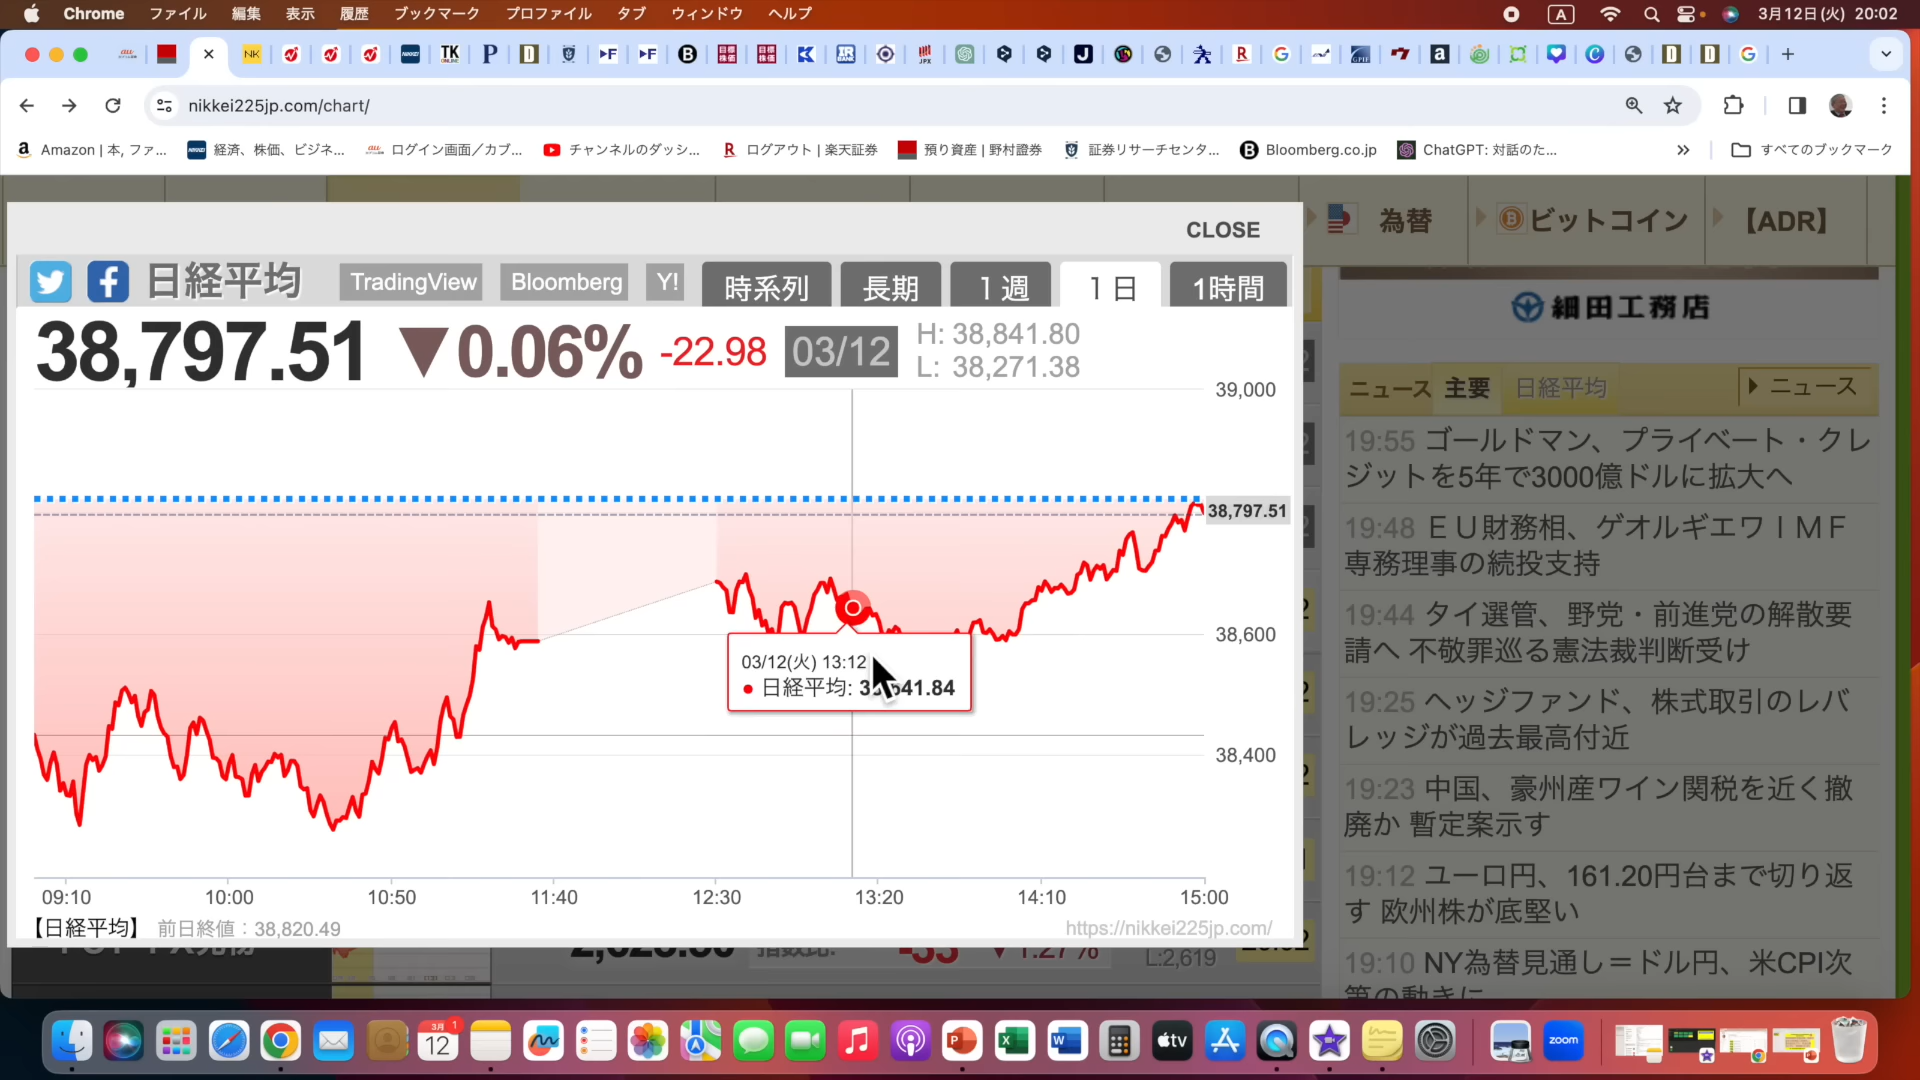 Chrome ファイル 編集 表示 履歴 ブックマーク プロファイル タブ ウィンドウ ヘルプ A 3月12日(火) 20:02
nikkei225jp.com/chart/
Amazon | 本, ファ... 経済、株価、ビジネ... ログイン画面／カブ... チャンネルのダッシ... ログアウト | 楽天証券 預り資産 | 野村證券 証券リサーチセンタ... Bloomberg.co.jp ChatGPT: 対話のた... » すべてのブックマーク
CLOSE
為替 ビットコイン 【ADR】
日経平均 TradingView Bloomberg Y! 時系列 長期 1週 1日 1時間
38,797.51 ▼0.06% -22.98 03/12
H: 38,841.80
L: 38,271.38
39,000
38,797.51
38,600
38,400
03/12(火) 13:12
日経平均: 41.84
09:10 10:00 10:50 11:40 12:30 13:20 14:10 15:00
【日経平均】 前日終値：38,820.49
https://nikkei225jp.com/
▼1.27%
L:2,619
細田工務店
ニュース 主要 日経平均 ニュース
19:55 ゴールドマン、プライベート・クレ
ジットを5年で3000億ドルに拡大へ
19:48 ＥＵ財務相、ゲオルギエワＩＭＦ
専務理事の続投支持
19:44 タイ選管、野党・前進党の解散要
請へ 不敬罪巡る憲法裁判断受け
19:25 ヘッジファンド、株式取引のレバ
レッジが過去最高付近
19:23 中国、豪州産ワイン関税を近く撤
廃か 暫定案示す
19:12 ユーロ円、161.20円台まで切り返
す 欧州株が底堅い
19:10 NY為替見通し＝ドル円、米CPI次
第の動きに
3月 1
12
tv
zoom